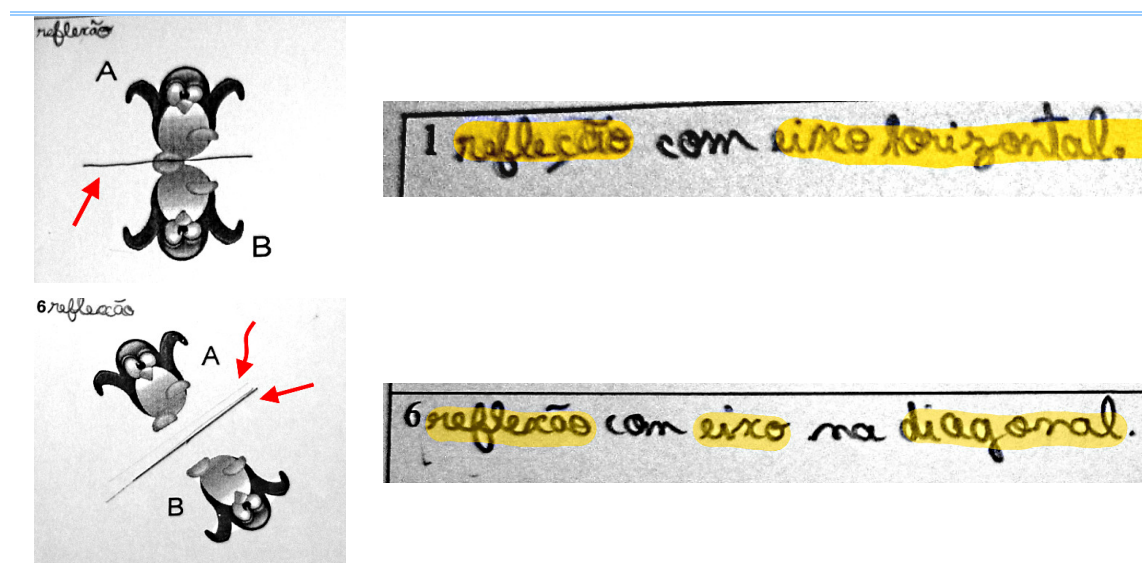 reflexão
A
B
1 reflecção com eixo horizontal.
6 reflexão
A
B
6 reflexão com eixo na diagonal.